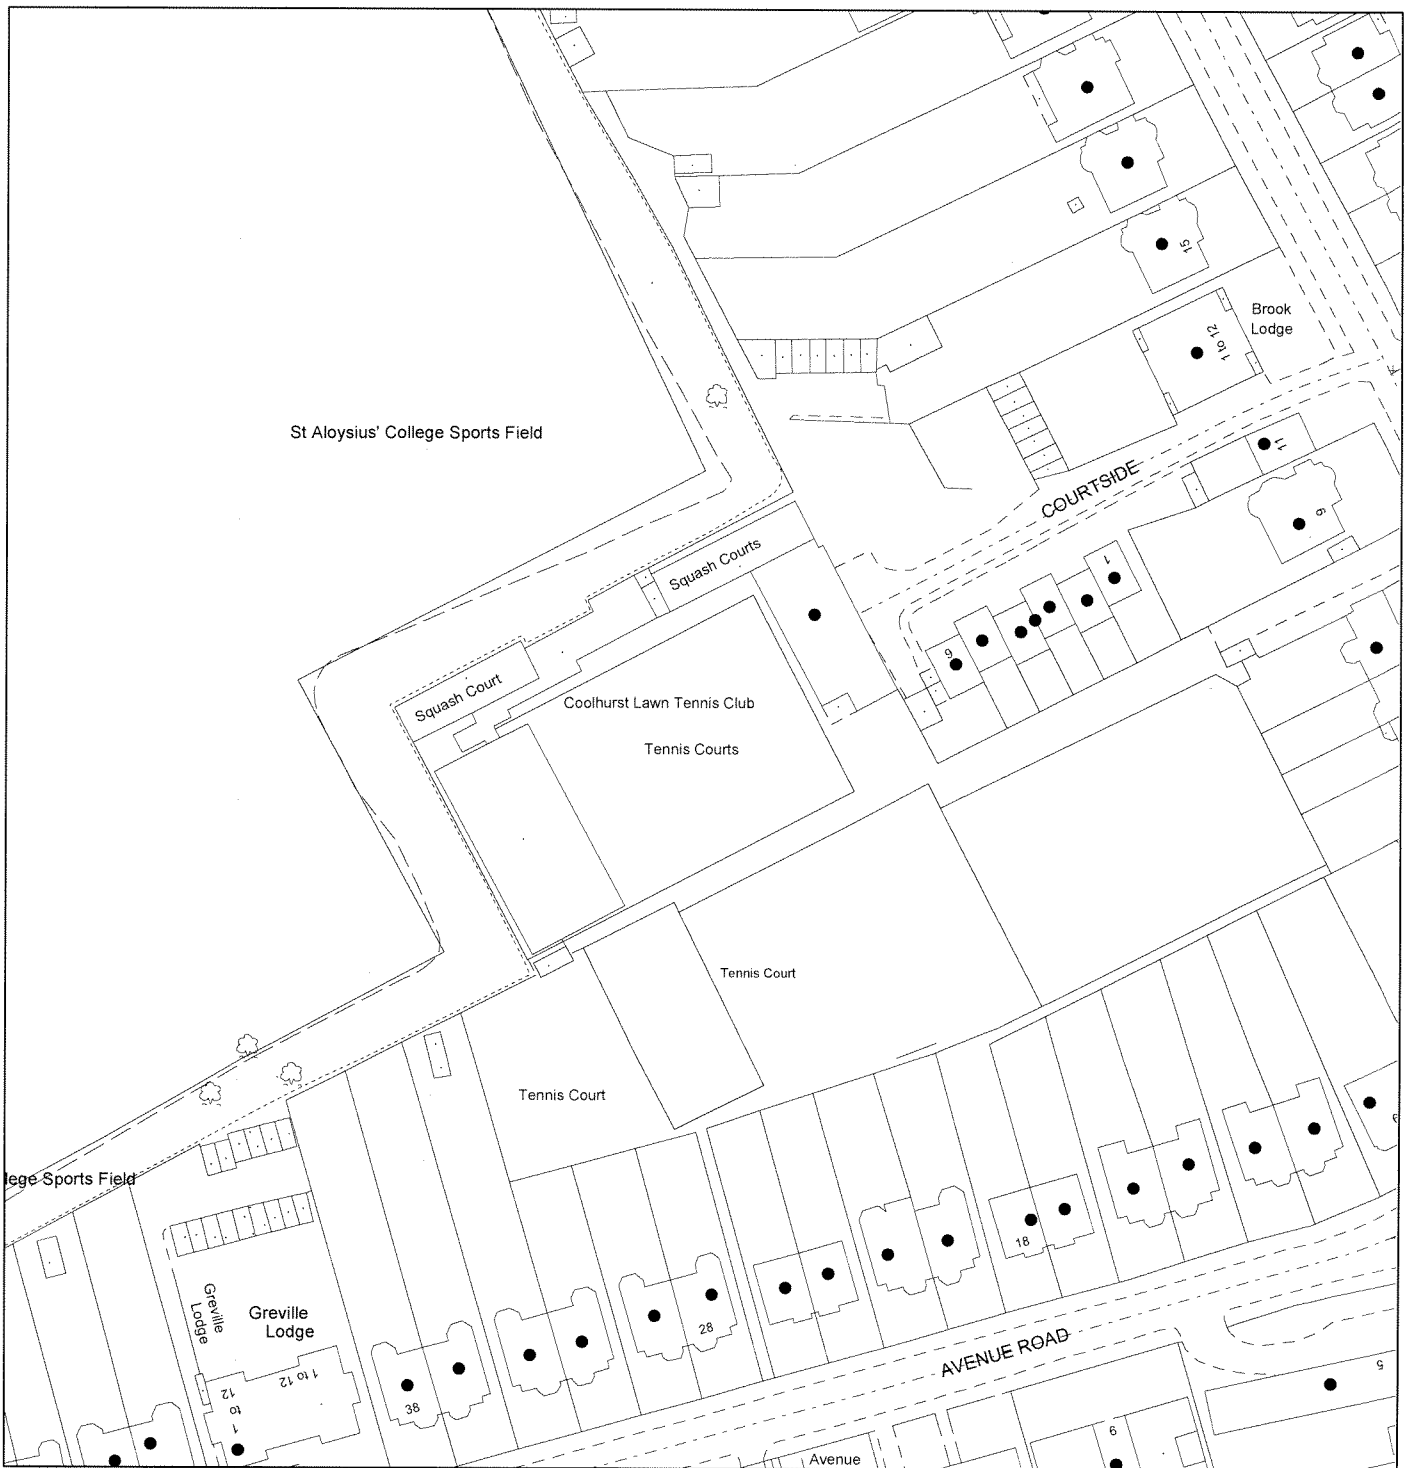 15
Brook
Lodge
1 to 12
St Aloysius' College Sports Field
11
COURTSIDE
9
Squash Courts
1
6
Squash Court
Coolhurst Lawn Tennis Club
Tennis Courts
Tennis Court
Tennis Court
lege Sports Field
18
Greville
Lodge
Greville
Lodge
28
AVENUE ROAD
1 to 12
1 to 12
38
5
Avenue